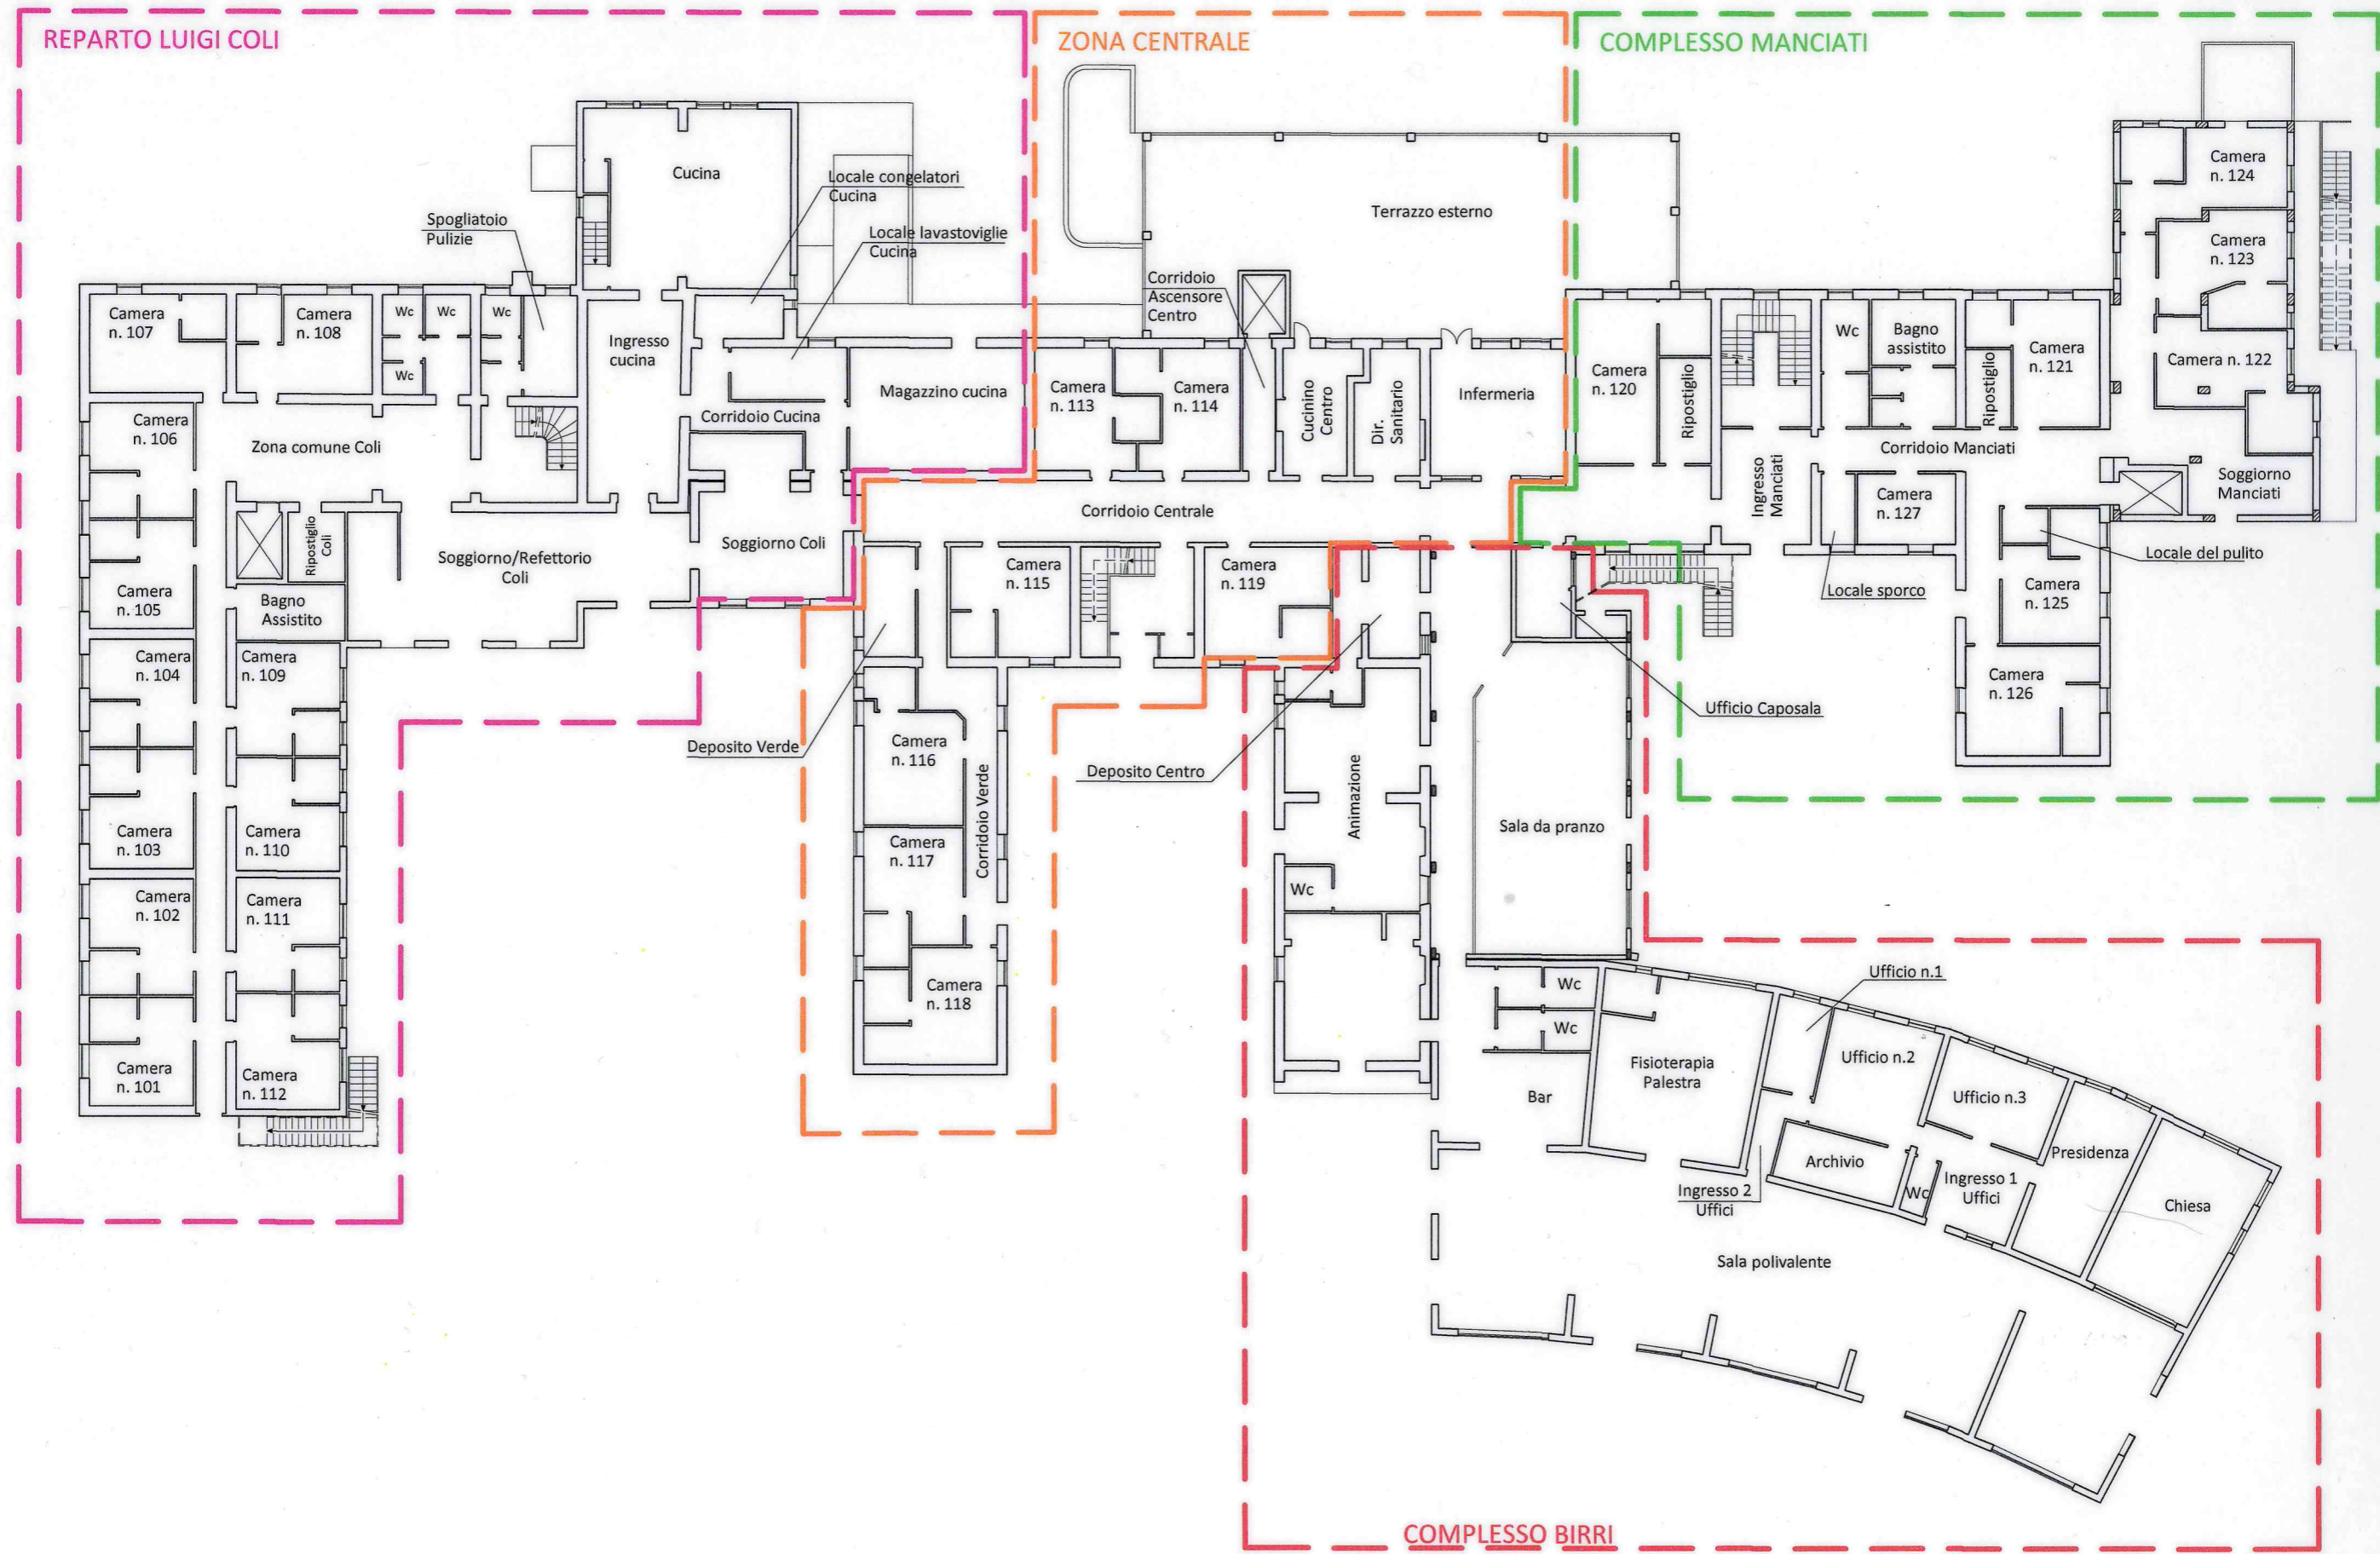 REPARTO LUIGI COLI
ZONA CENTRALE
COMPLESSO MANCIATI
Cucina
Locale congelatori
Cucina
Locale lavastoviglie
Cucina
Spogliatoio
Pulizie
Camera
n. 107
Camera
n. 108
Wc
Wc
Wc
Wc
Ingresso
cucina
Magazzino cucina
Corridoio Cucina
Camera
n. 106
Zona comune Coli
Ripostiglio
Coli
Soggiorno/Refettorio
Coli
Soggiorno Coli
Camera
n. 105
Bagno
Assistito
Camera
n. 104
Camera
n. 109
Camera
n. 103
Camera
n. 110
Camera
n. 102
Camera
n. 111
Camera
n. 101
Camera
n. 112
Terrazzo esterno
Corridoio
Ascensore
Centro
Camera
n. 113
Camera
n. 114
Cucinino
Centro
Dir.
Sanitario
Infermeria
Corridoio Centrale
Camera
n. 115
Camera
n. 119
Deposito Verde
Camera
n. 116
Corridoio Verde
Camera
n. 117
Camera
n. 118
Deposito Centro
Camera
n. 124
Camera
n. 123
Camera n. 122
Camera
n. 120
Ripostiglio
Wc
Bagno
assistito
Ripostiglio
Camera
n. 121
Corridoio Manciati
Ingresso
Manciati
Camera
n. 127
Soggiorno
Manciati
Locale del pulito
Locale sporco
Camera
n. 125
Camera
n. 126
Ufficio Caposala
Animazione
Wc
Sala da pranzo
Wc
Wc
Bar
Fisioterapia
Palestra
Ufficio n.1
Ufficio n.2
Ufficio n.3
Presidenza
Archivio
Wc
Ingresso 1
Uffici
Ingresso 2
Uffici
Chiesa
Sala polivalente
COMPLESSO BIRRI